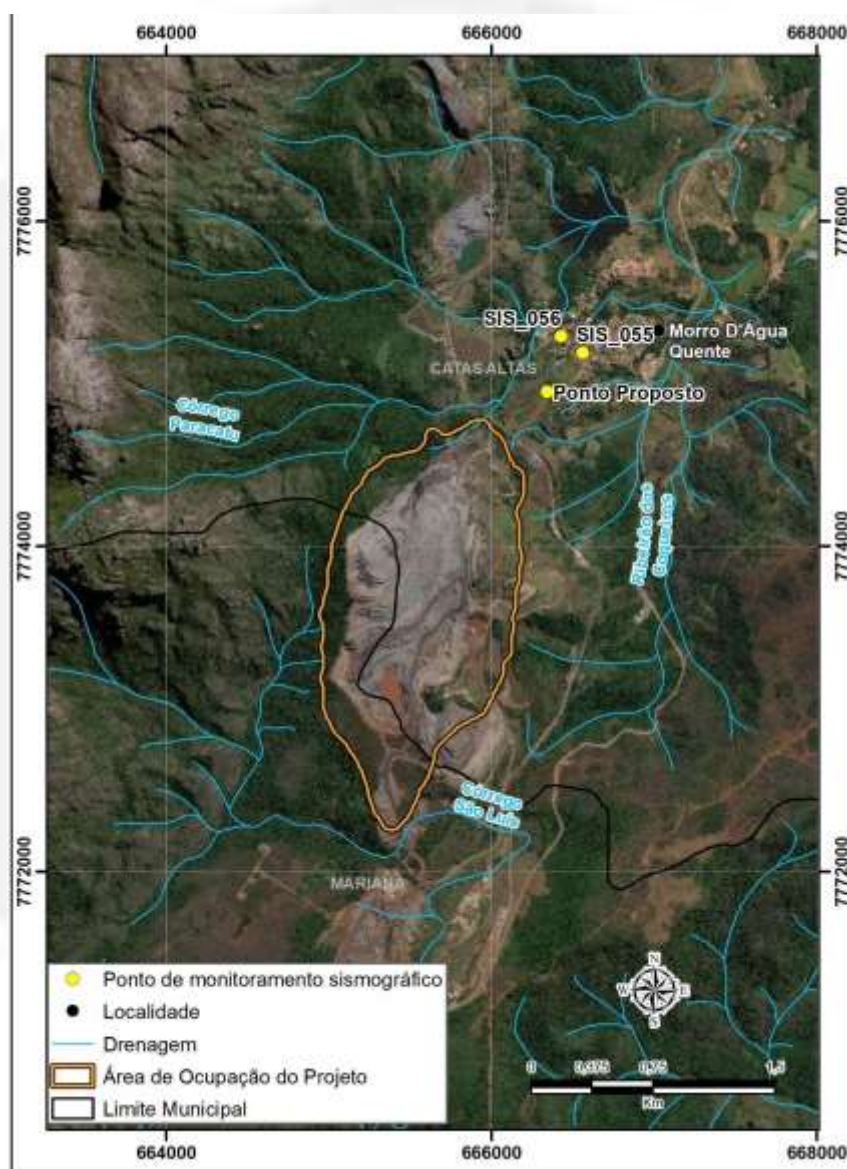 664000 666000 668000
7776000 7776000
SIS_056
SIS_055
Morro D'Água
Quente
CATAS ALTAS
Ponto Proposto
Córrego
Paracatu
Ribeirão dos
Coqueiros
7774000 7774000
Córrego
São Luís
7772000 7772000
MARIANA
Ponto de monitoramento sismográfico
Localidade
Drenagem
Área de Ocupação do Projeto
Limite Municipal
N
W E
S
0 0,375 0,75 1,5
Km
664000 666000 668000